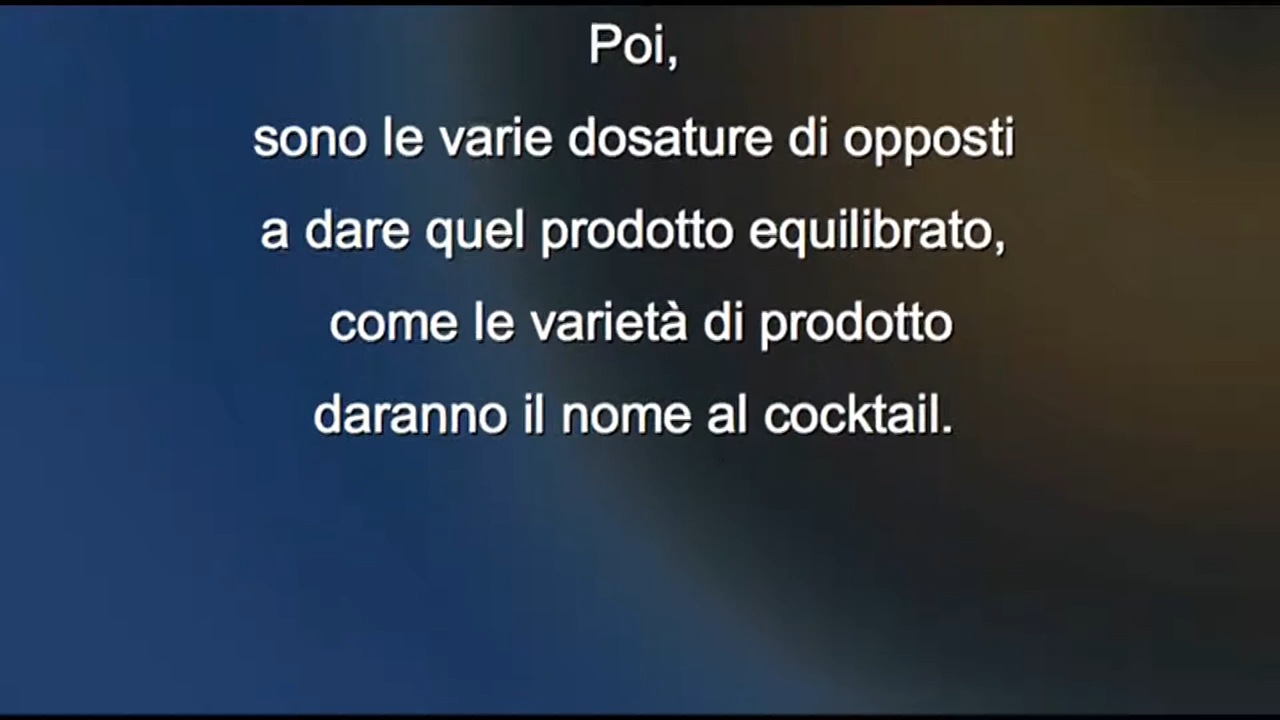 Poi,
sono le varie dosature di opposti
a dare quel prodotto equilibrato,
come le varietà di prodotto
daranno il nome al cocktail.